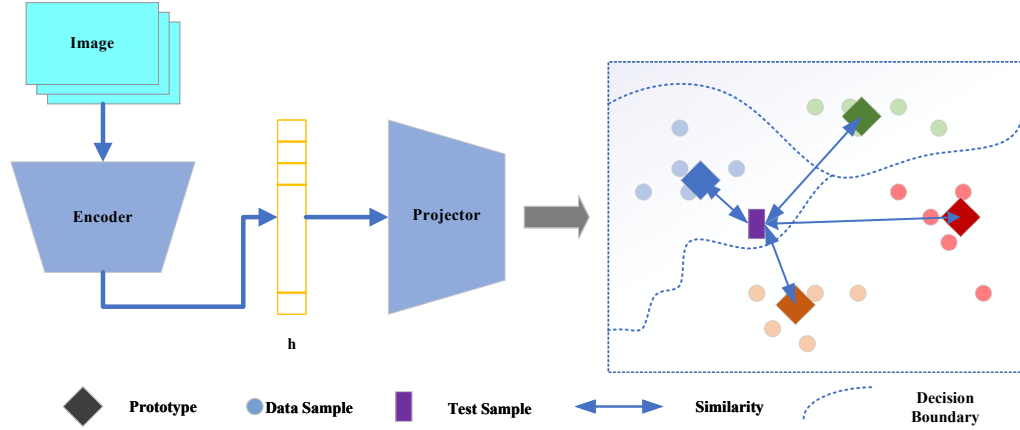 Image
Encoder
Projector
h
Prototype
Data Sample
Test Sample
Similarity
Decision
Boundary